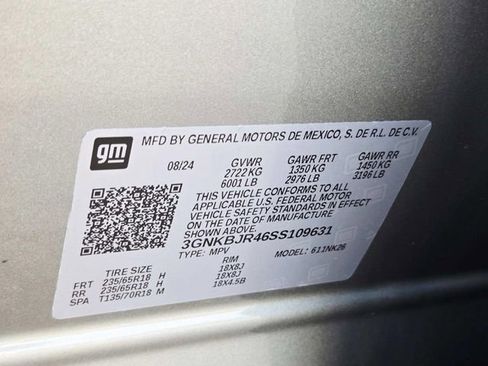 gm
MFD BY GENERAL MOTORS DE MEXICO, S. DE R.L. DE C.V.
08/24 GVWR GAWR FRT GAWR RR
2722 KG 1350 KG 1450 KG
6001 LB 2976 LB 3196 LB
THIS VEHICLE CONFORMS TO ALL
APPLICABLE U.S. FEDERAL MOTOR
VEHICLE SAFETY STANDARDS IN EFFECT
ON THE DATE OF MANUFACTURE
SHOWN ABOVE.
3GNKBJR46SS109631
TYPE: MPV MODEL: 611NK26
TIRE SIZE RIM
FRT 235/65R18 H 18X8J
RR 235/65R18 H 18X8J
SPA T135/70R18 M 18X4.5B